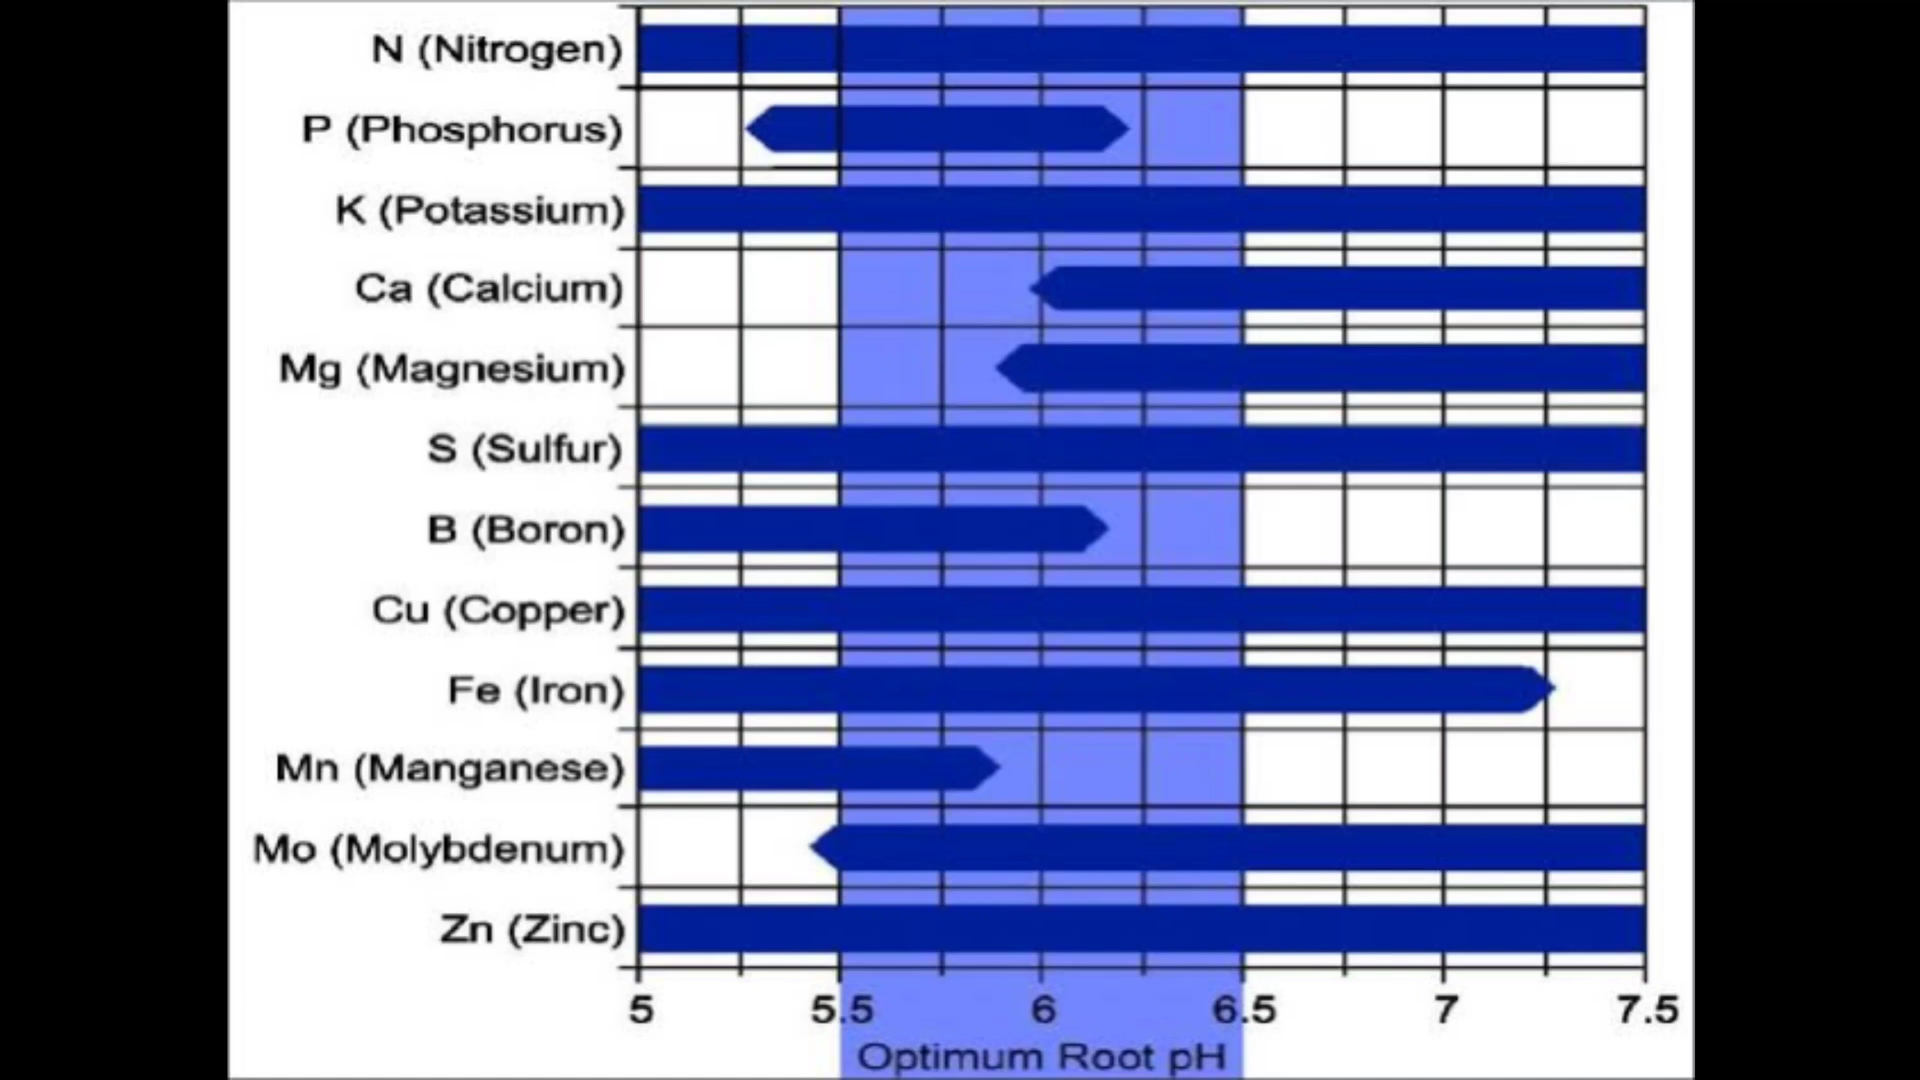 N (Nitrogen)
P (Phosphorus)
K (Potassium)
Ca (Calcium)
Mg (Magnesium)
S (Sulfur)
B (Boron)
Cu (Copper)
Fe (Iron)
Mn (Manganese)
Mo (Molybdenum)
Zn (Zinc)
5 5.5 6 6.5 7 7.5
Optimum Root pH